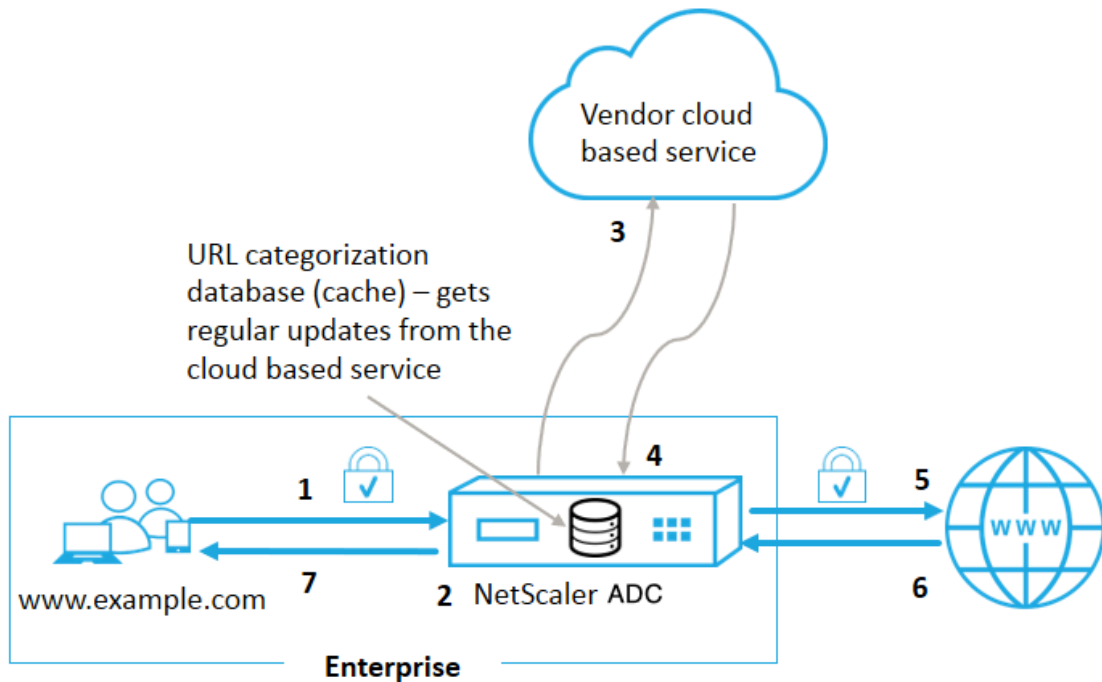 Vendor cloud
based service
3
URL categorization
database (cache) – gets
regular updates from the
cloud based service
4
1
5
www
7
2 NetScaler ADC
6
www.example.com
Enterprise